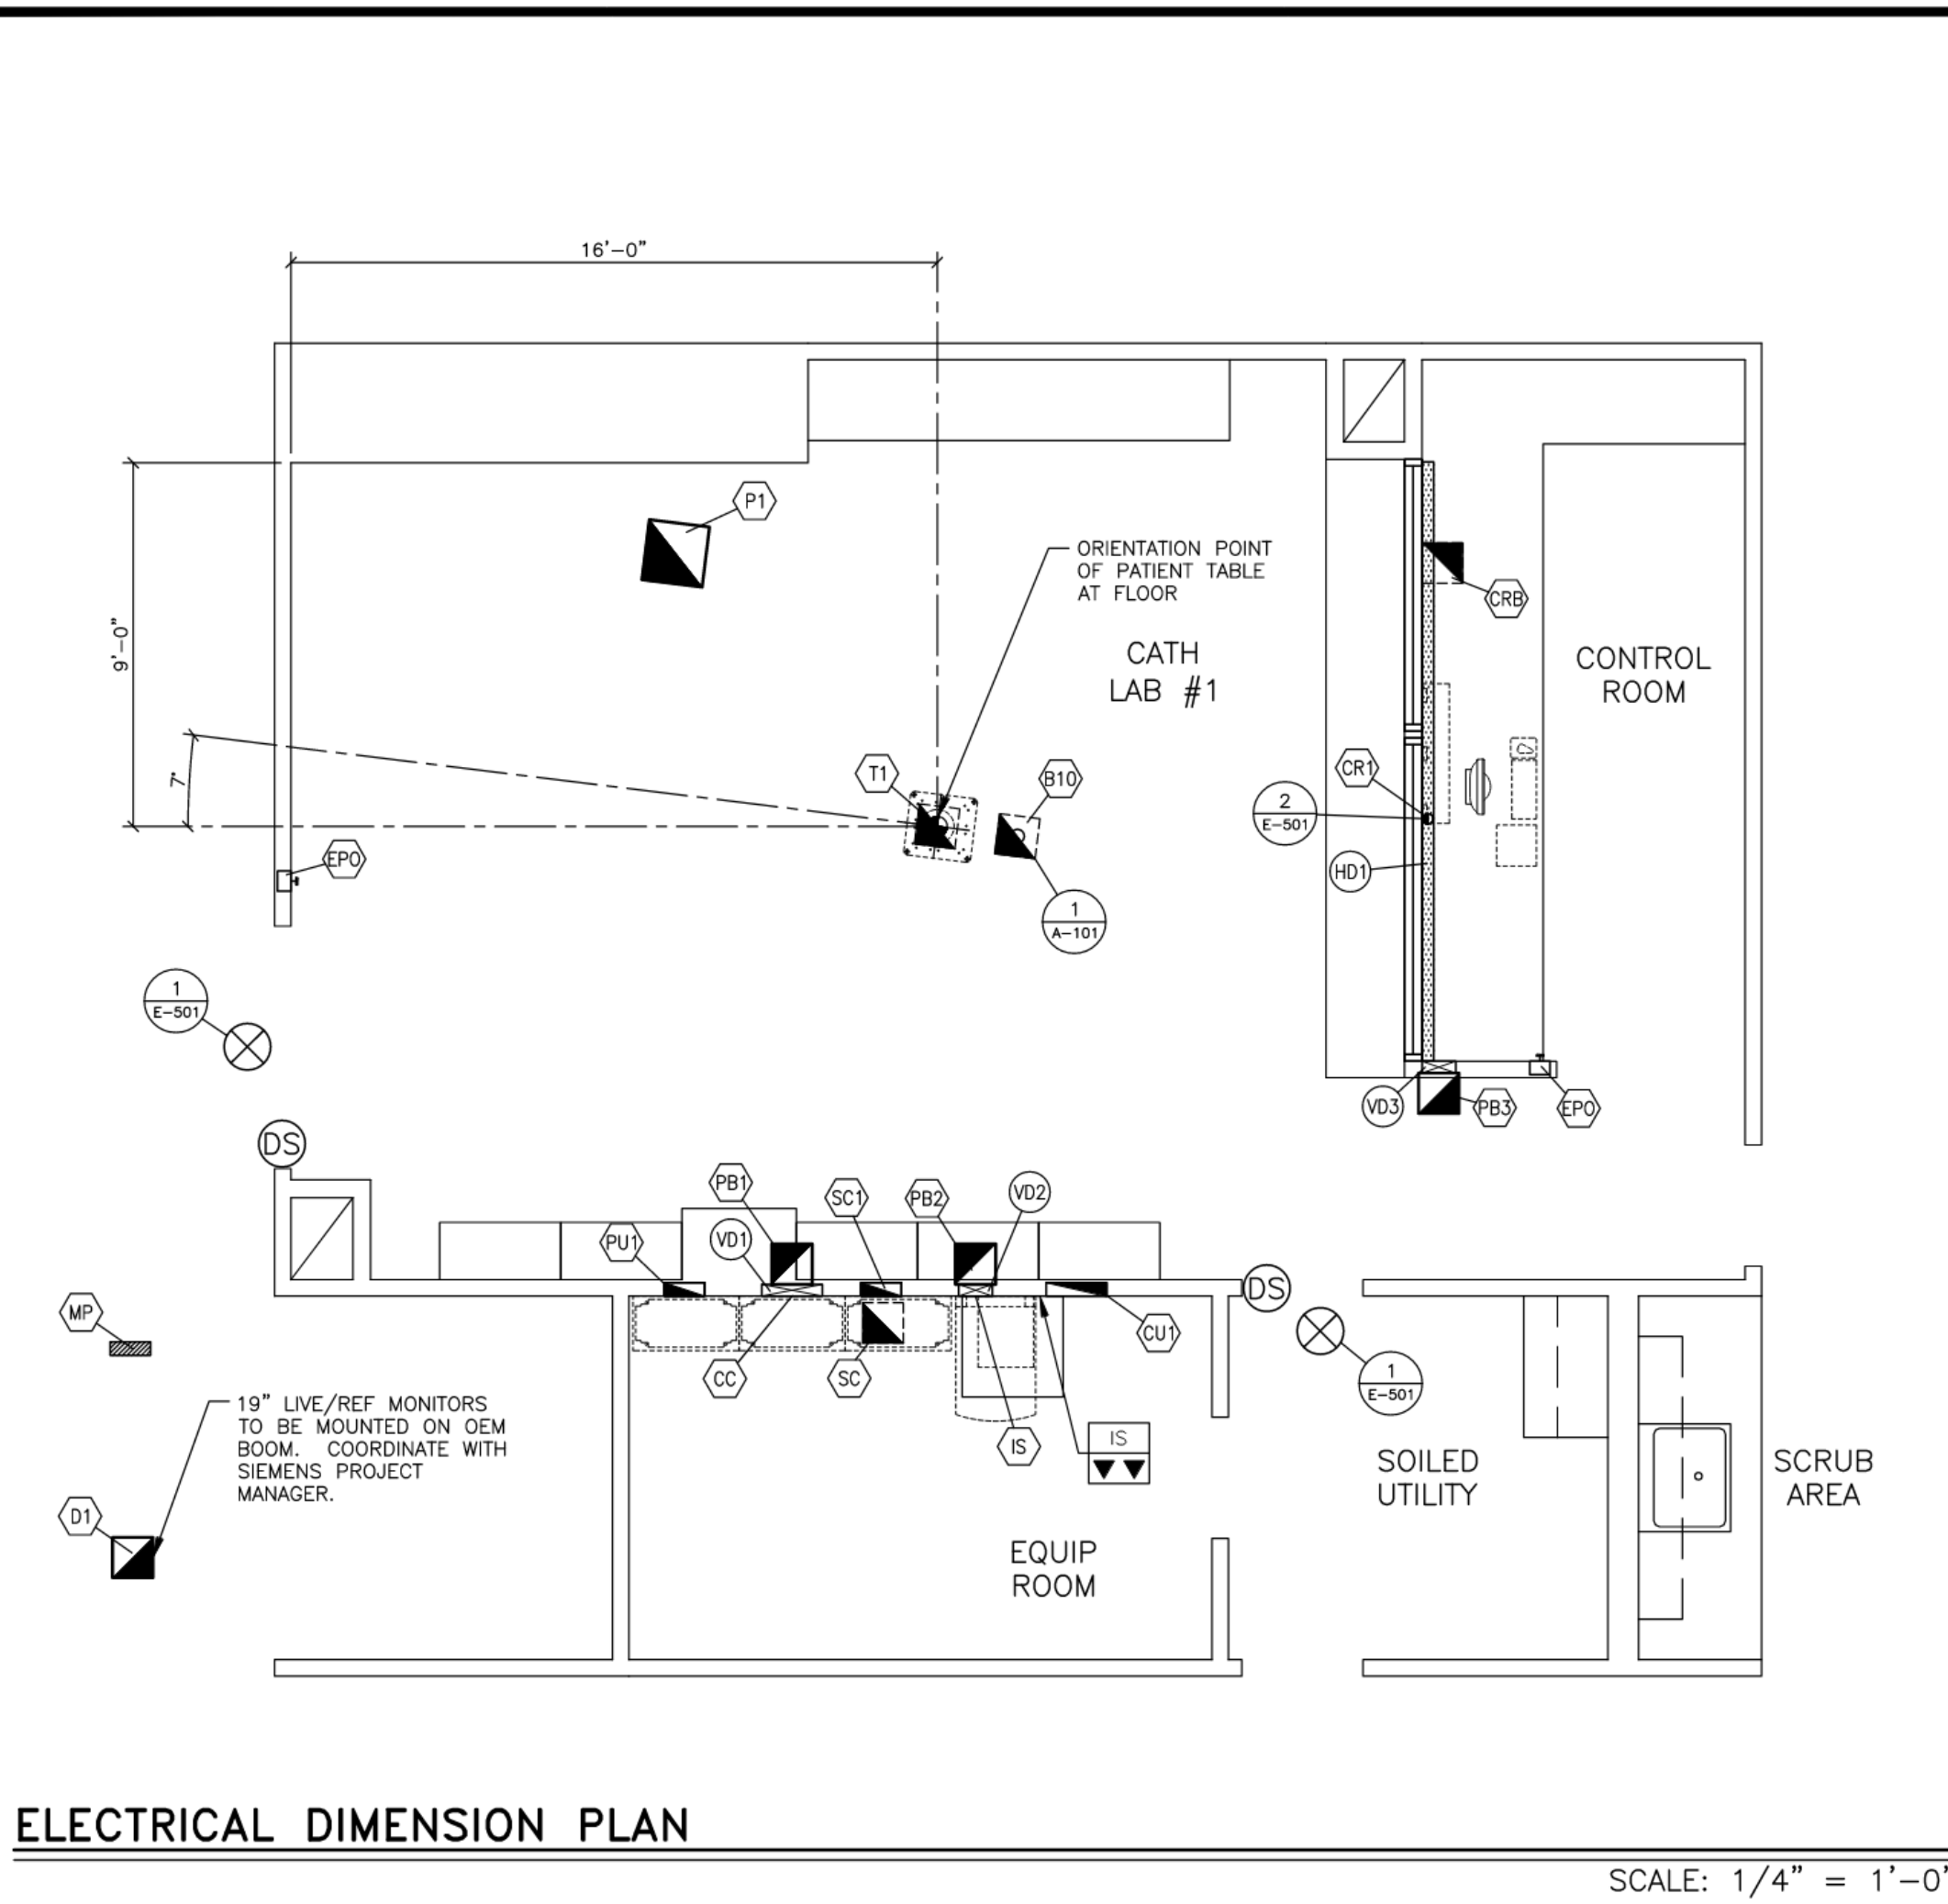 16'-0"
P1
ORIENTATION POINT
OF PATIENT TABLE
AT FLOOR
CRB
9'-0"
CATH
LAB #1
CONTROL
ROOM
7°
T1
B10
CR1
2
E-501
EPO
HD1
1
A-101
1
E-501
VD3
PB3
EPO
DS
PB1
SC1
PB2
VD2
PU1
VD1
DS
MP
CU1
CC
SC
1
E-501
19" LIVE/REF MONITORS
TO BE MOUNTED ON OEM
BOOM. COORDINATE WITH
SIEMENS PROJECT
MANAGER.
IS
IS
SOILED
UTILITY
SCRUB
AREA
D1
EQUIP
ROOM
ELECTRICAL DIMENSION PLAN
SCALE: 1/4" = 1'-0"